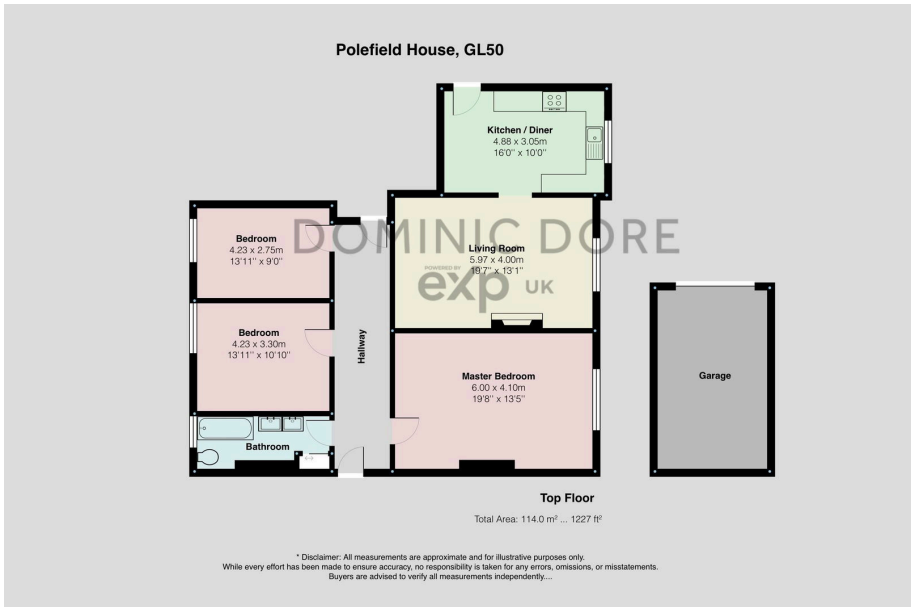 Polefield House, GL50
Kitchen / Diner
4.88 x 3.05m
16'0'' x 10'0''
DOMINIC DORE
POWERED BY
exp UK
Bedroom
4.23 x 2.75m
13'11'' x 9'0''
Living Room
5.97 x 4.00m
19'7'' x 13'1''
Bedroom
4.23 x 3.30m
13'11'' x 10'10''
Hallway
Master Bedroom
6.00 x 4.10m
19'8'' x 13'5''
Garage
Bathroom
Top Floor
Total Area: 114.0 m² ... 1227 ft²
* Disclaimer: All measurements are approximate and for illustrative purposes only.
While every effort has been made to ensure accuracy, no responsibility is taken for any errors, omissions, or misstatements.
Buyers are advised to verify all measurements independently....